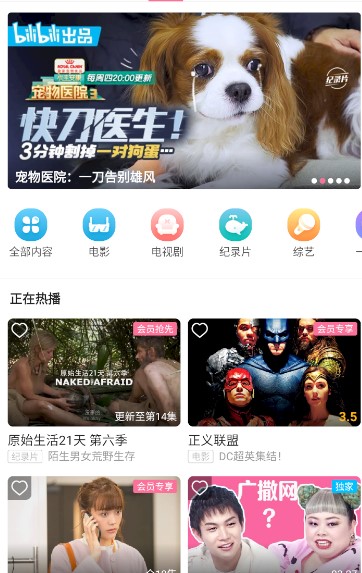 bilibili出品
ROYAL CANIN
每周四20:00更新
宠物医院3
快刀医生！
3分钟割掉一对狗蛋…
纪录片
宠物医院：一刀告别雄风
全部内容
电影
电视剧
纪录片
综艺
正在热播
会员抢先
会员专享
原始生活21天 第六季
NAKED AND AFRAID
更新至第14集
3.5
原始生活21天 第六季
正义联盟
纪录片 陌生男女荒野生存
电影 DC超英集结！
会员专享
独家
广撒网
？